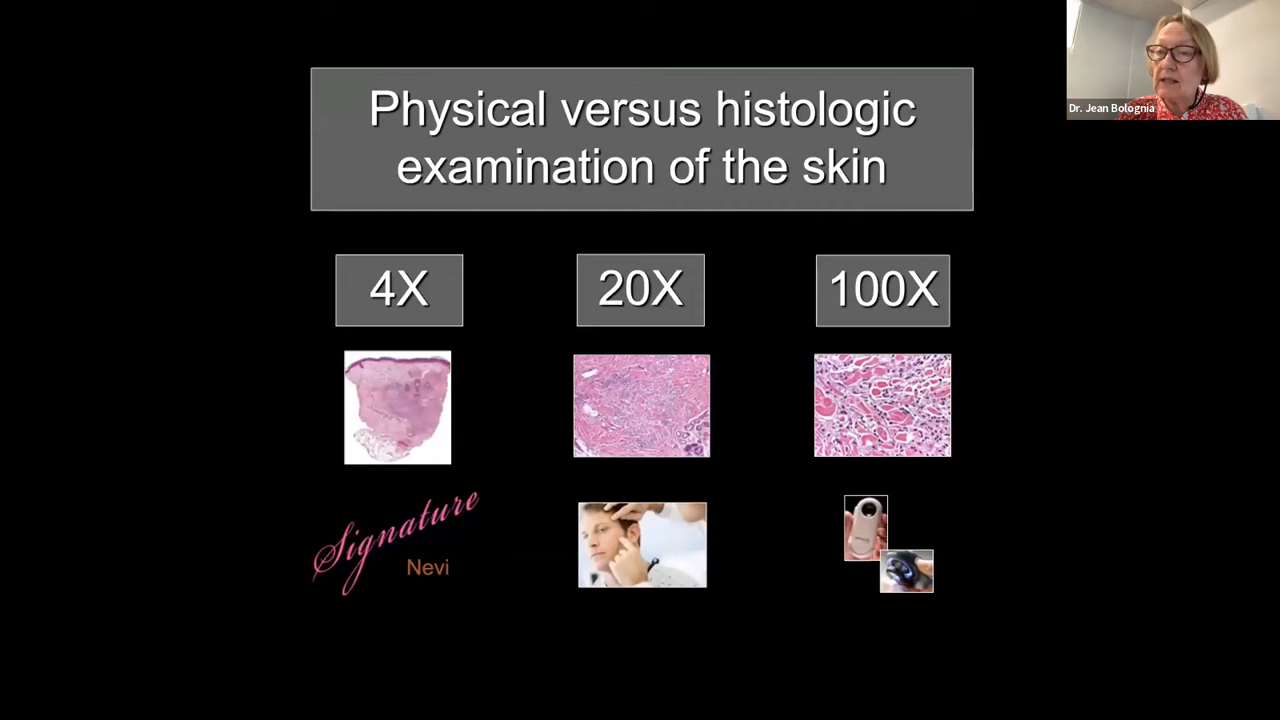 Physical versus histologic
examination of the skin
Dr. Jean Bolognia
4X
20X
100X
Signature
Nevi